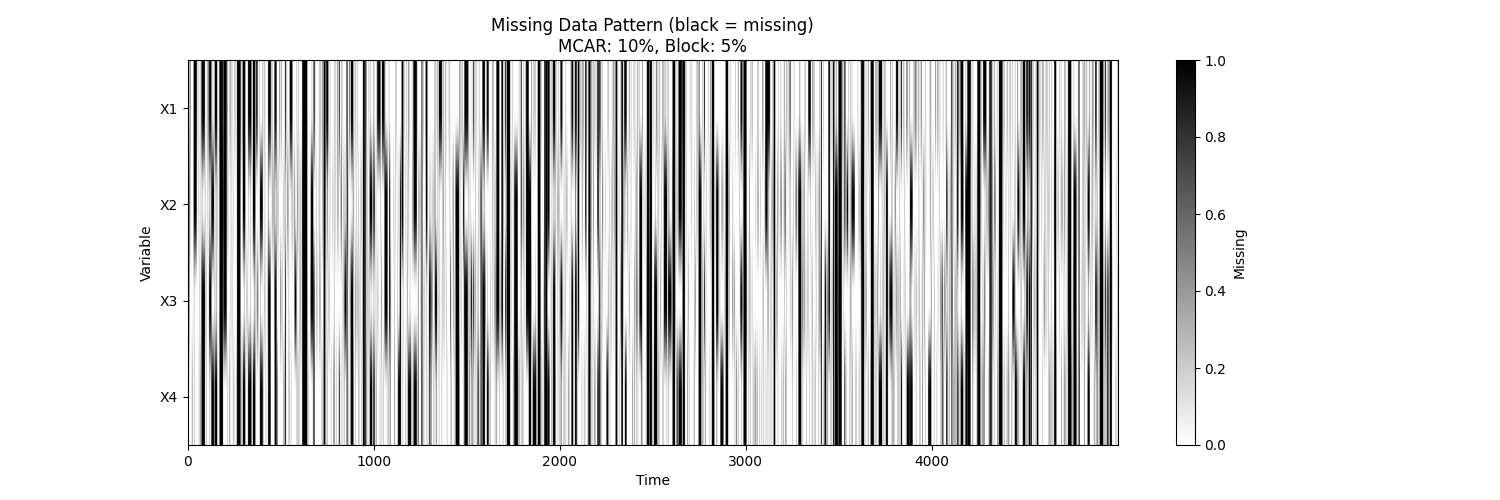 Missing Data Pattern (black = missing)
MCAR: 10%, Block: 5%
X1
X2
X3
X4
Variable
0
1000
2000
3000
4000
Time
1.0
0.8
0.6
0.4
0.2
0.0
Missing